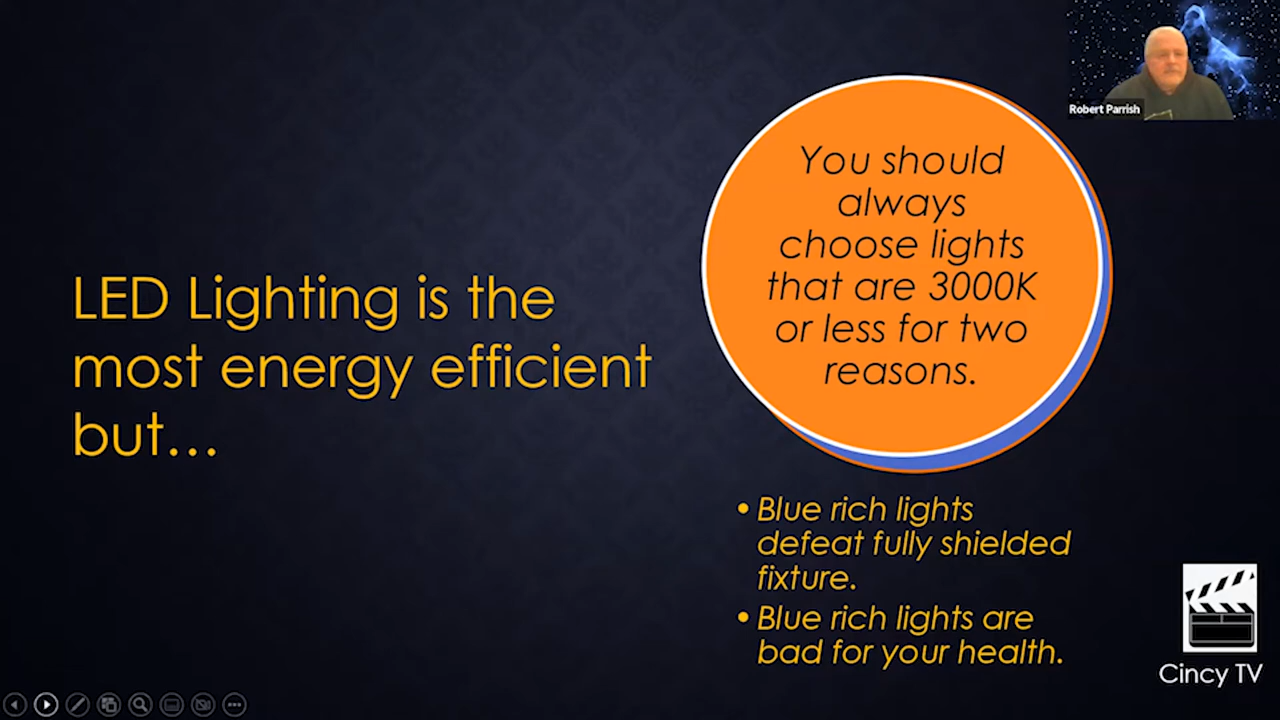 Robert Parrish
You should
always
choose lights
that are 3000K
or less for two
reasons.
LED Lighting is the
most energy efficient
but...
• Blue rich lights
defeat fully shielded
fixture.
• Blue rich lights are
bad for your health.
Cincy TV